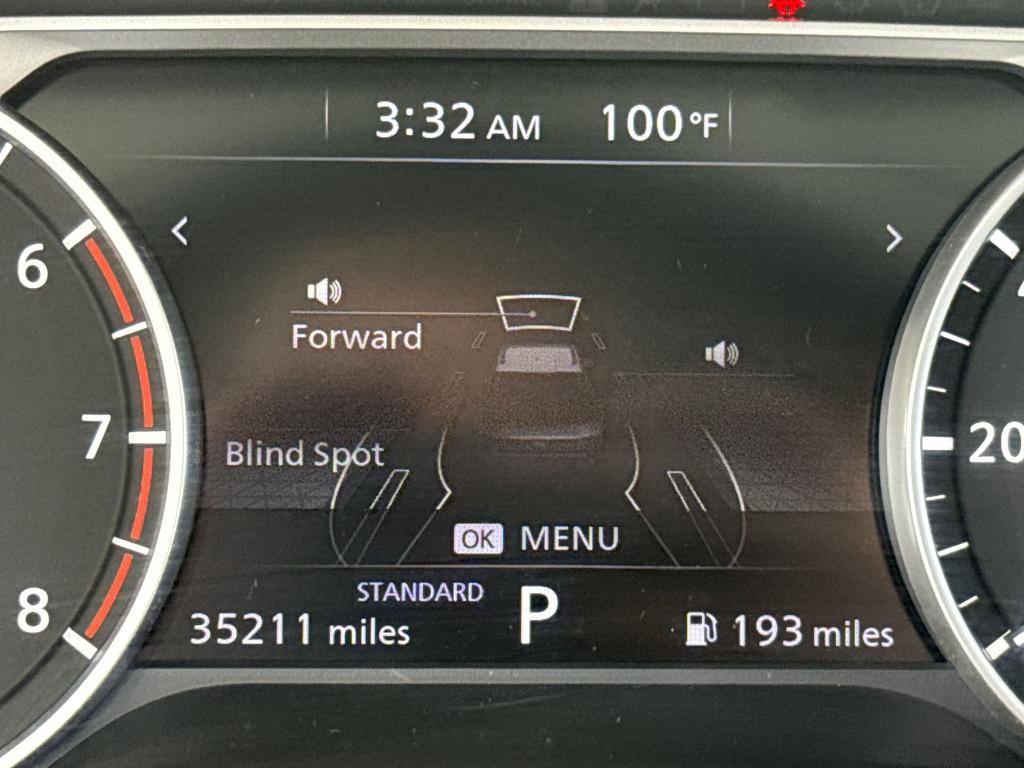 3:32 AM 100°F
6
Forward
7
20
Blind Spot
OK MENU
STANDARD
P
8
35211 miles
193 miles